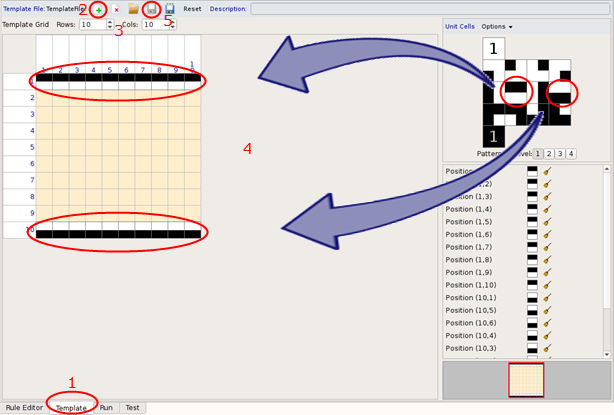 Template File: TemplateFile 2 5 Reset Description:
Template Grid Rows: 10 3 Cols: 10
Unit Cells Options
1
1
Pattern Level: 1 2 3 4
1 2 3 4 5 6 7 8 9 10
1
2
3
4
5
6
7
8
9
10
4
Position
(1,2)
Position (1,3)
Position (1,4)
Position (1,5)
Position (1,6)
Position (1,7)
Position (1,8)
Position (1,9)
Position (1,10)
Position (10,1)
Position (10,5)
Position (10,6)
Position (10,4)
Position (10,3)
1
Rule Editor Template Run Test